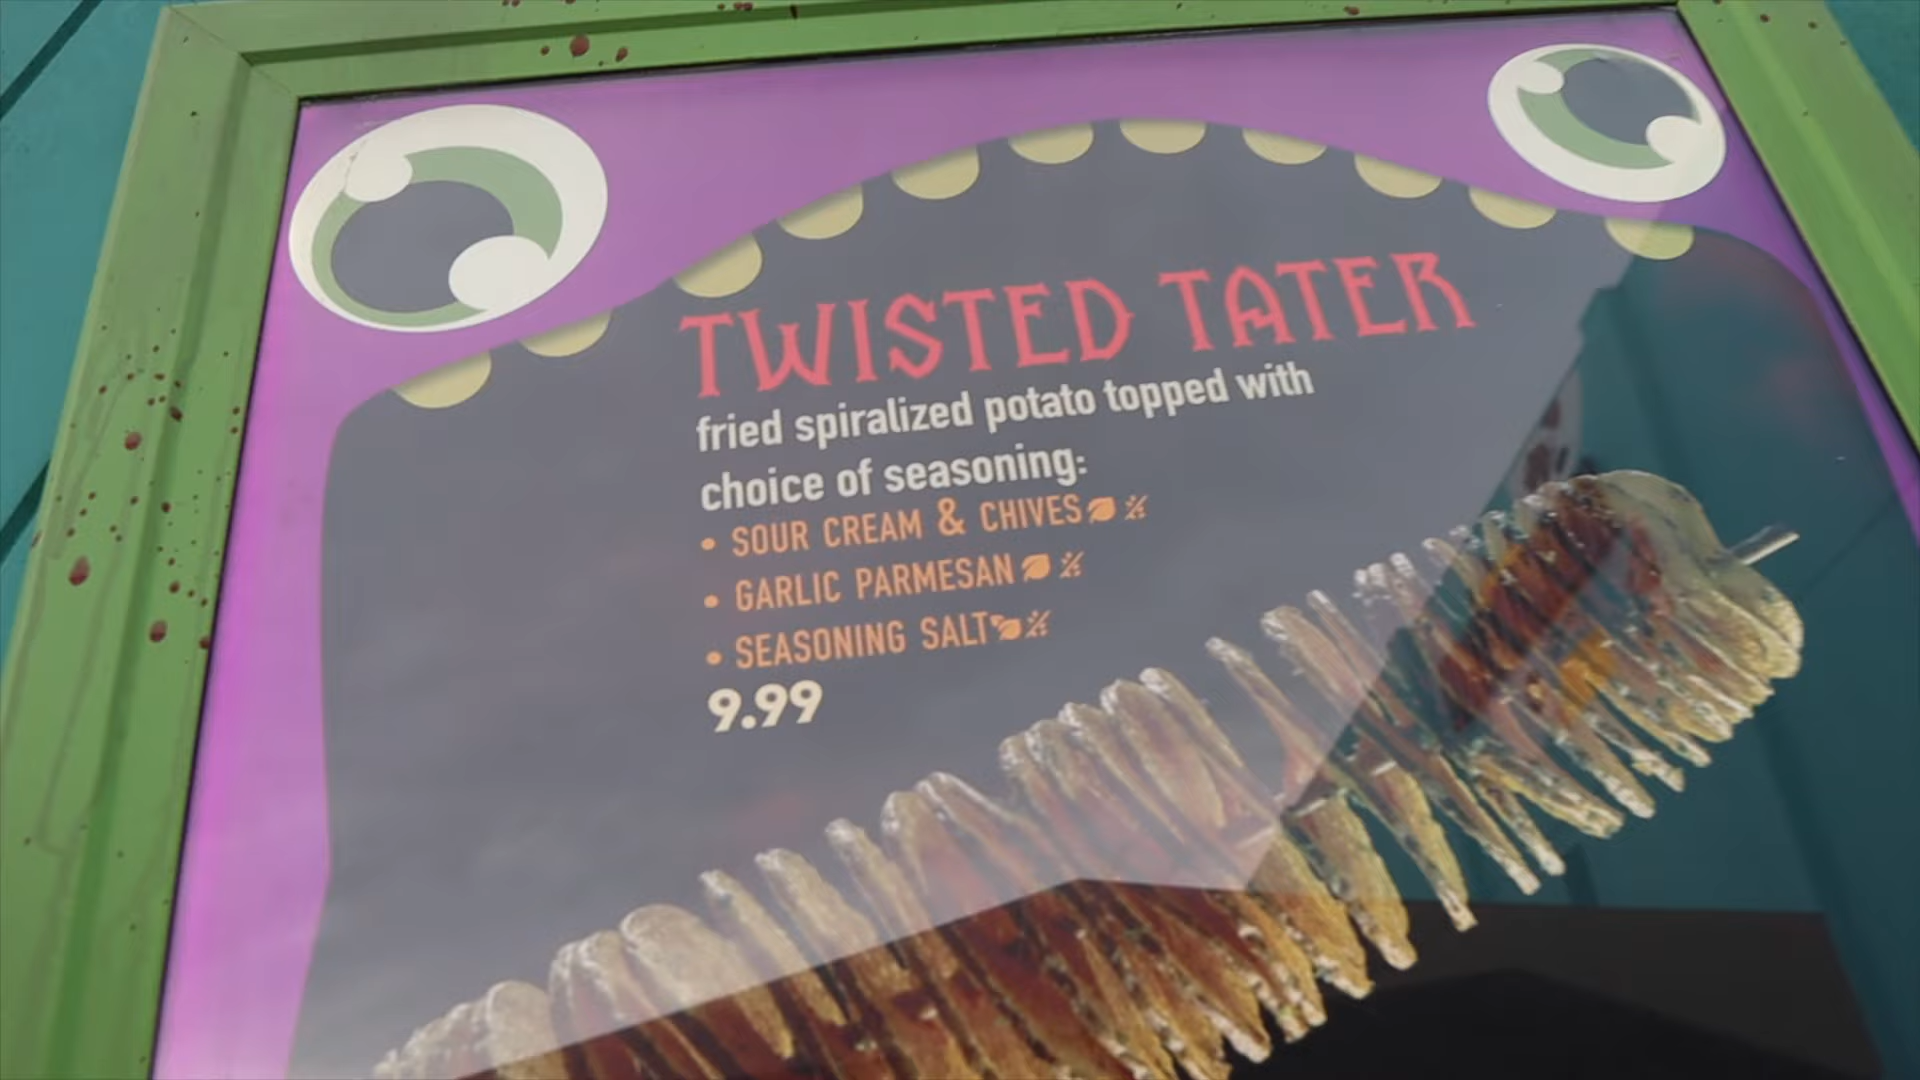 TWISTED TATER
fried spiralized potato topped with
choice of seasoning:
• SOUR CREAM & CHIVES
• GARLIC PARMESAN
• SEASONING SALT
9.99